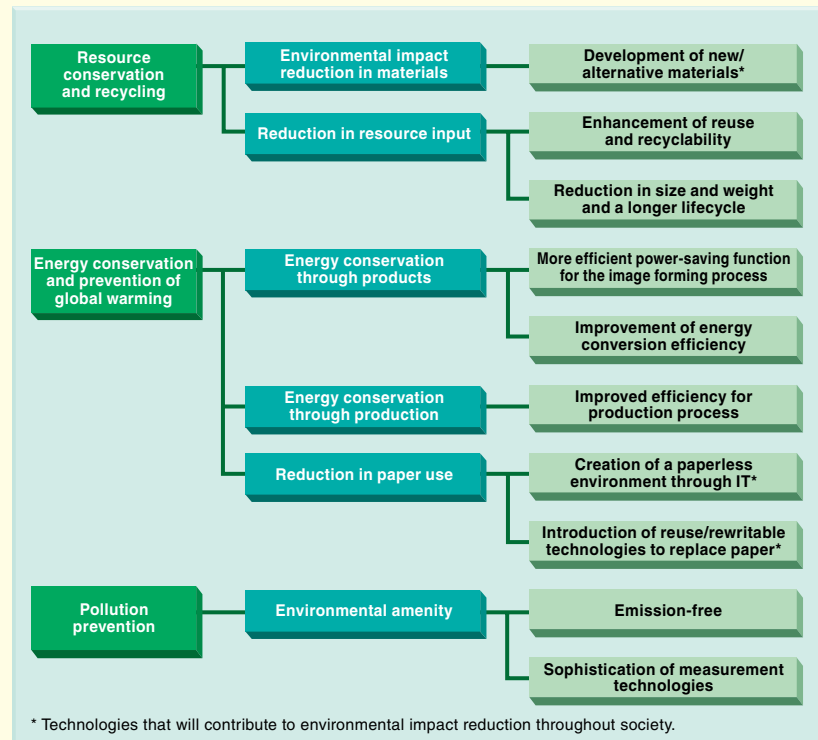 Resource
conservation
and recycling
Environmental impact
reduction in materials
Development of new/
alternative materials*
Reduction in resource input
Enhancement of reuse
and recyclability
Reduction in size and weight
and a longer lifecycle
Energy conservation
and prevention of
global warming
Energy conservation
through products
More efficient power-saving function
for the image forming process
Improvement of energy
conversion efficiency
Energy conservation
through production
Improved efficiency for
production process
Reduction in paper use
Creation of a paperless
environment through IT*
Introduction of reuse/rewritable
technologies to replace paper*
Pollution
prevention
Environmental amenity
Emission-free
Sophistication of measurement
technologies
* Technologies that will contribute to environmental impact reduction throughout society.